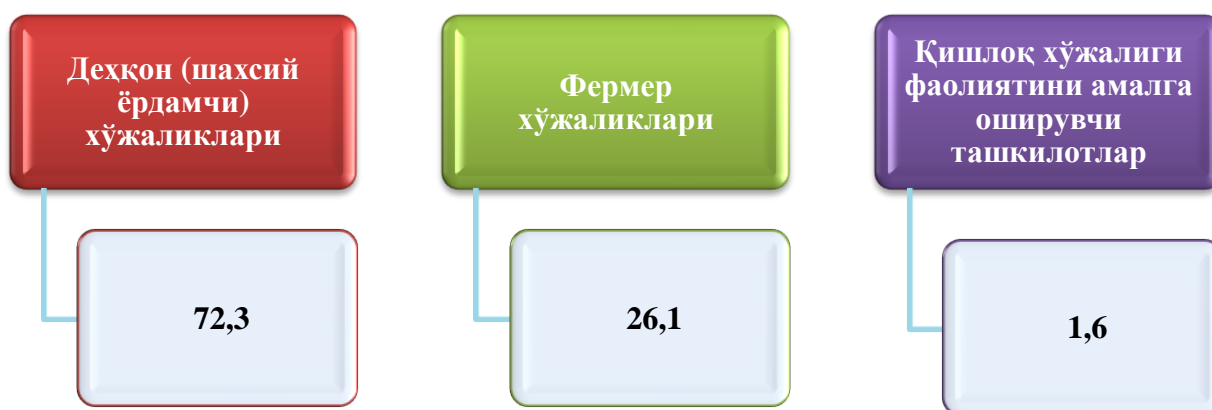 Деҳқон (шахсий
ёрдамчи)
хўжаликлари
72,3
Фермер
хўжаликлари
26,1
Қишлоқ хўжалиги
фаолиятини амалга
оширувчи
ташкилотлар
1,6